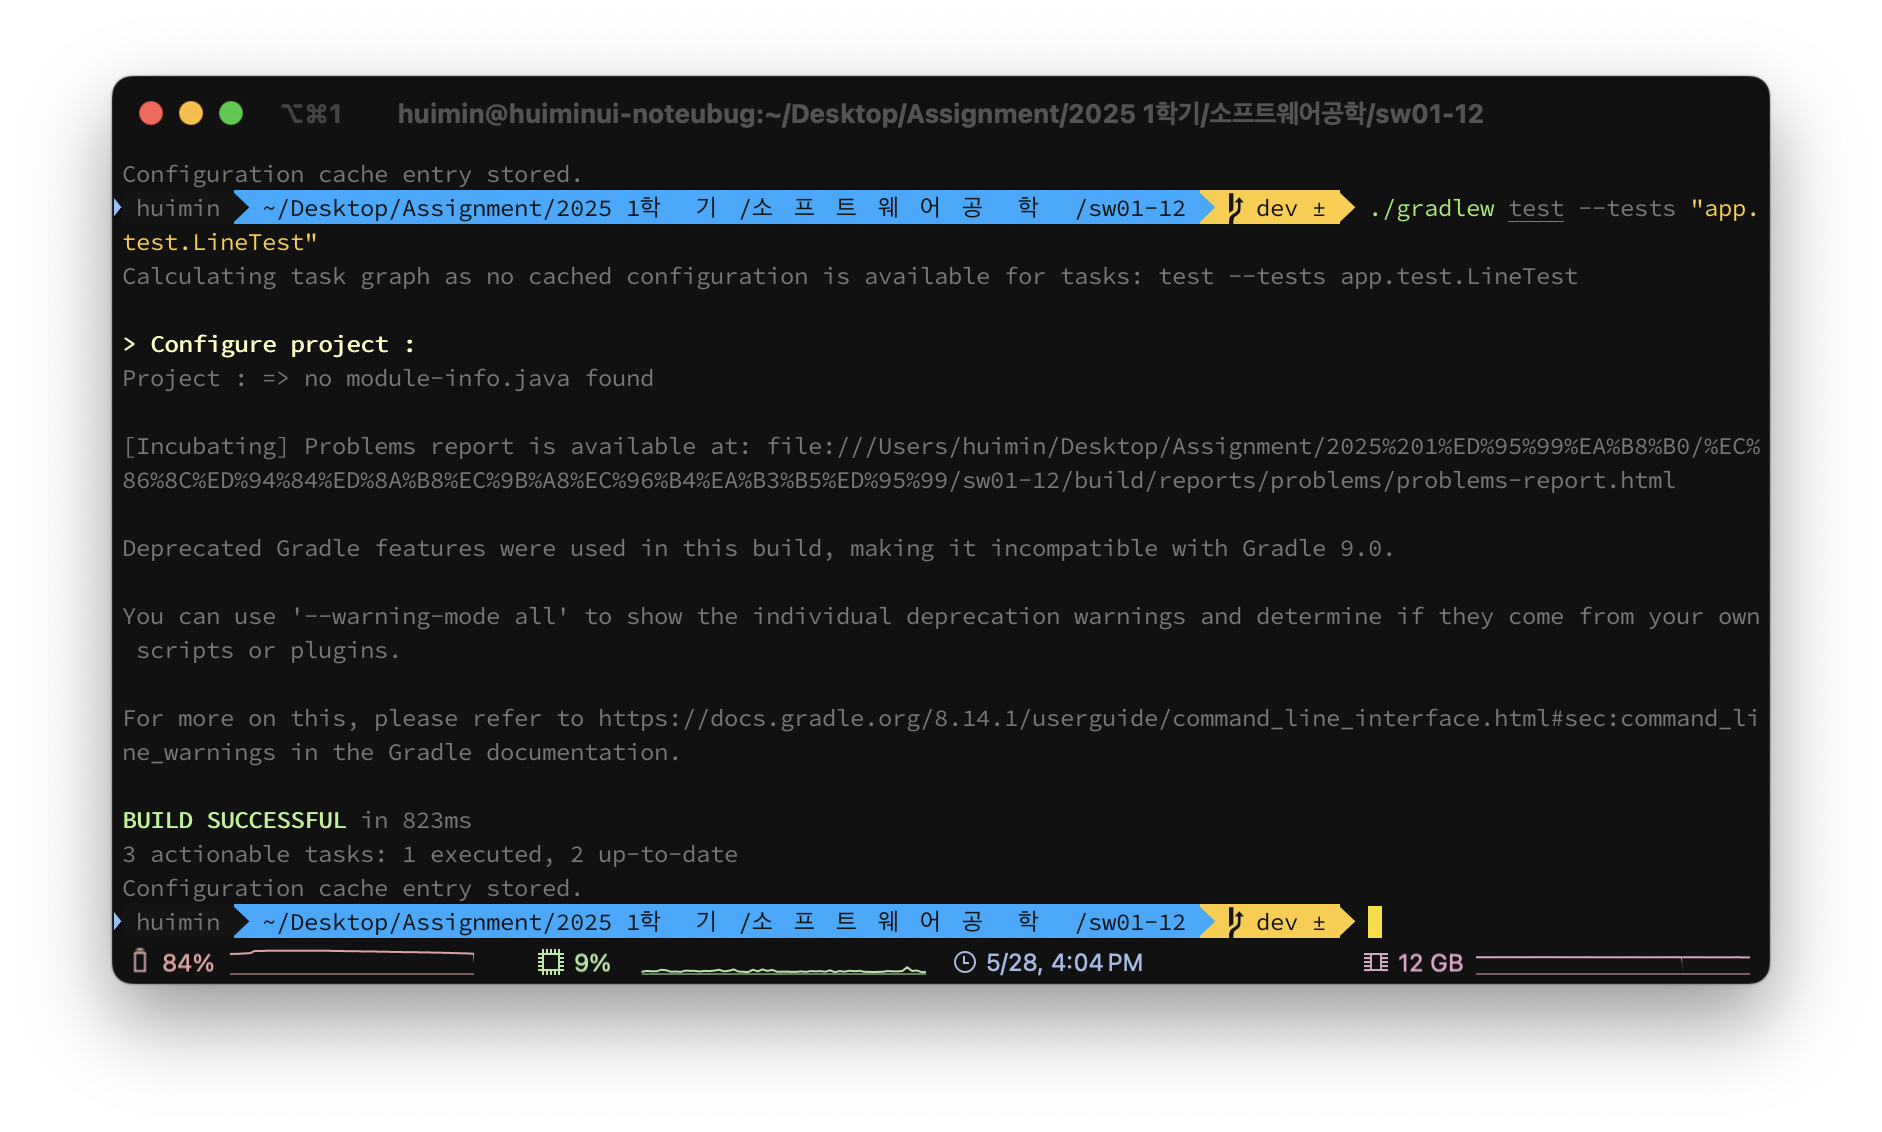 ⌥⌘1 huimin@huiminui-noteubug:~/Desktop/Assignment/2025 1학기/소프트웨어공학/sw01-12
Configuration cache entry stored.
huimin ~/Desktop/Assignment/2025 1학 기 /소 프 트 웨 어 공 학 /sw01-12 dev ± ./gradlew test --tests "app.
test.LineTest"
Calculating task graph as no cached configuration is available for tasks: test --tests app.test.LineTest
> Configure project :
Project : => no module-info.java found
[Incubating] Problems report is available at: file:///Users/huimin/Desktop/Assignment/2025%201%ED%95%99%EA%B8%B0/%EC%
86%8C%ED%94%84%ED%8A%B8%EC%9B%A8%EC%96%B4%EA%B3%B5%ED%95%99/sw01-12/build/reports/problems/problems-report.html
Deprecated Gradle features were used in this build, making it incompatible with Gradle 9.0.
You can use '--warning-mode all' to show the individual deprecation warnings and determine if they come from your own
scripts or plugins.
For more on this, please refer to https://docs.gradle.org/8.14.1/userguide/command_line_interface.html#sec:command_li
ne_warnings in the Gradle documentation.
BUILD SUCCESSFUL in 823ms
3 actionable tasks: 1 executed, 2 up-to-date
Configuration cache entry stored.
huimin ~/Desktop/Assignment/2025 1학 기 /소 프 트 웨 어 공 학 /sw01-12 dev ±
84% 9% 5/28, 4:04 PM 12 GB